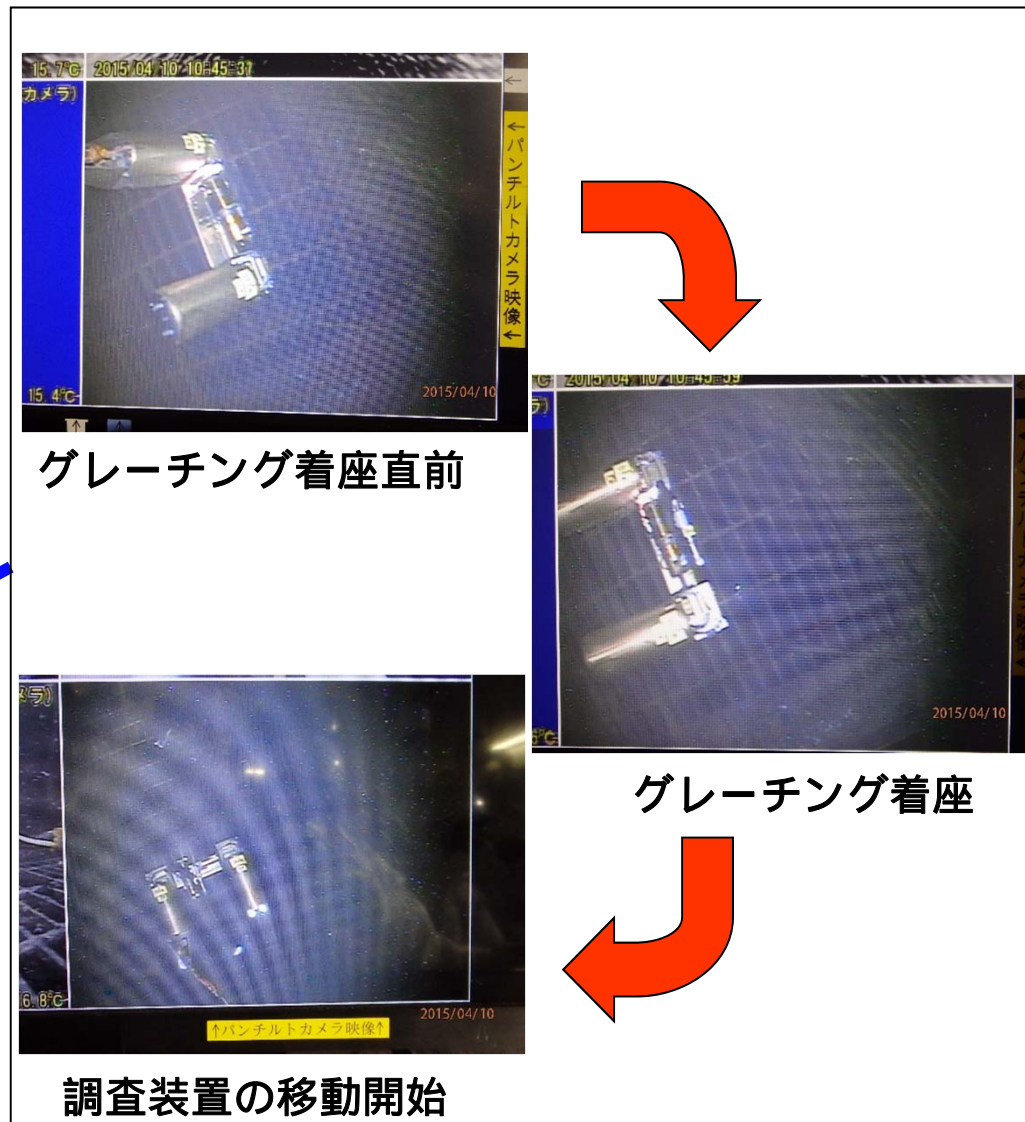 15.7℃ 2015/04/10 10:45:37
カメラ)
←
←パンチルトカメラ映像←
15.4℃
2015/04/10
グレーチング着座直前
2015/04/10 10:45:59
ラ)
2015/04/10
グレーチング着座
ラ)
6.8℃
2015/04/10
↑パンチルトカメラ映像↑
調査装置の移動開始